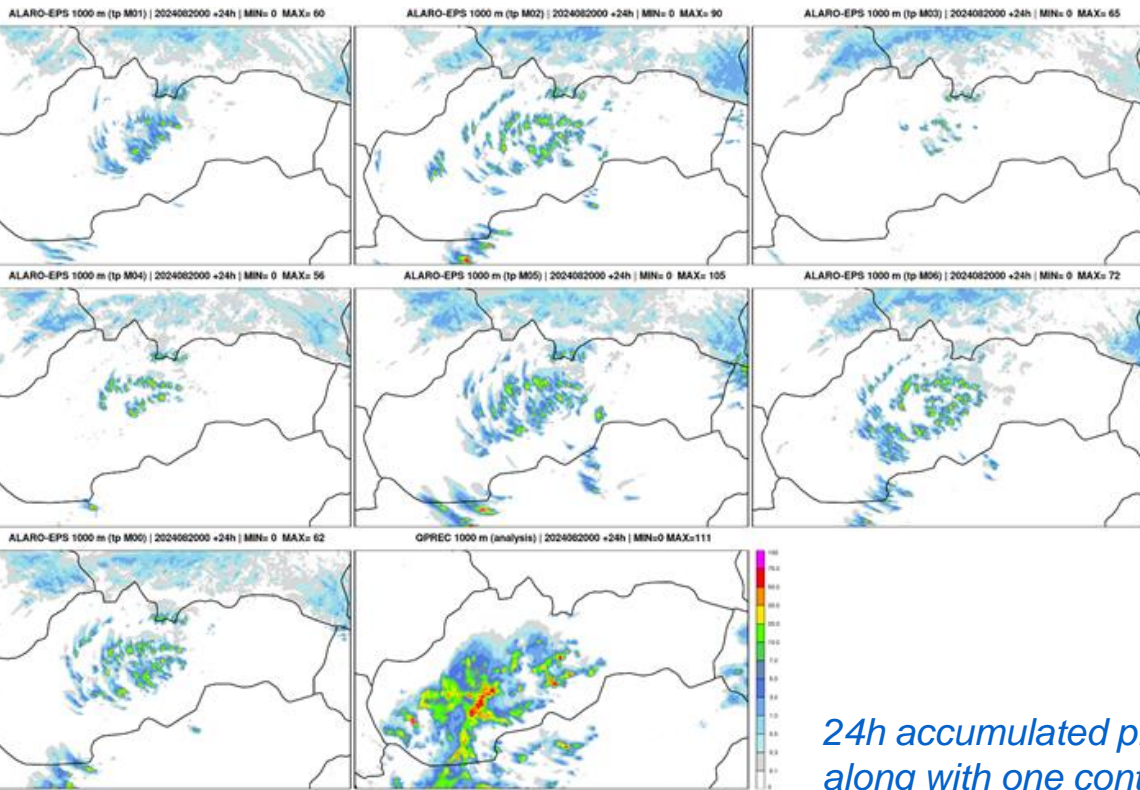 ALARO-EPS 1000 m (tp M01) | 2024082000 +24h | MIN= 0 MAX= 60
ALARO-EPS 1000 m (tp M02) | 2024082000 +24h | MIN= 0 MAX= 90
ALARO-EPS 1000 m (tp M03) | 2024082000 +24h | MIN= 0 MAX= 65
ALARO-EPS 1000 m (tp M04) | 2024082000 +24h | MIN= 0 MAX= 56
ALARO-EPS 1000 m (tp M05) | 2024082000 +24h | MIN= 0 MAX= 105
ALARO-EPS 1000 m (tp M06) | 2024082000 +24h | MIN= 0 MAX= 72
ALARO-EPS 1000 m (tp M00) | 2024082000 +24h | MIN= 0 MAX= 62
QPREC 1000 m (analysis) | 2024082000 +24h | MIN=0 MAX=111
24h accumulated p
along with one cont